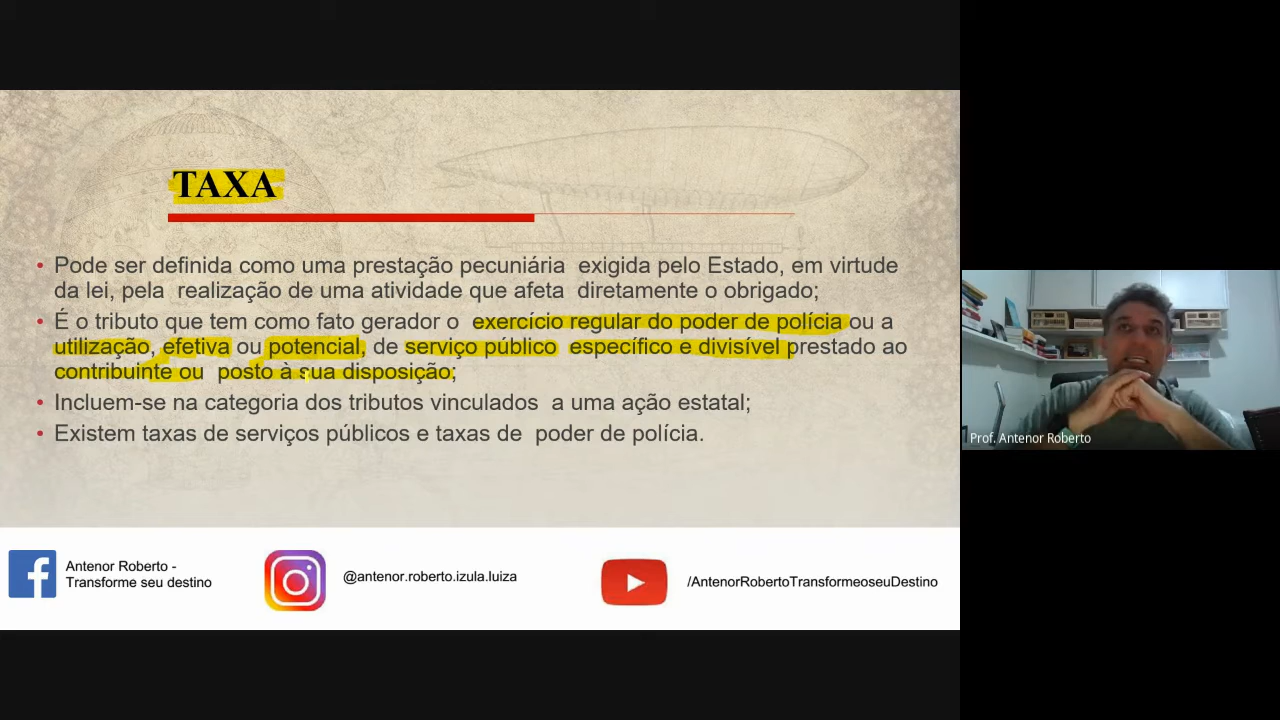 TAXA
• Pode ser definida como uma prestação pecuniária exigida pelo Estado, em virtude
da lei, pela realização de uma atividade que afeta diretamente o obrigado;
• É o tributo que tem como fato gerador o exercício regular do poder de polícia ou a
utilização, efetiva ou potencial, de serviço público específico e divisível prestado ao
contribuinte ou posto à sua disposição;
• Incluem-se na categoria dos tributos vinculados a uma ação estatal;
• Existem taxas de serviços públicos e taxas de poder de polícia.
Prof. Antenor Roberto
Antenor Roberto -
Transforme seu destino
@antenor.roberto.izula.luiza
/AntenorRobertoTransformeoseuDestino